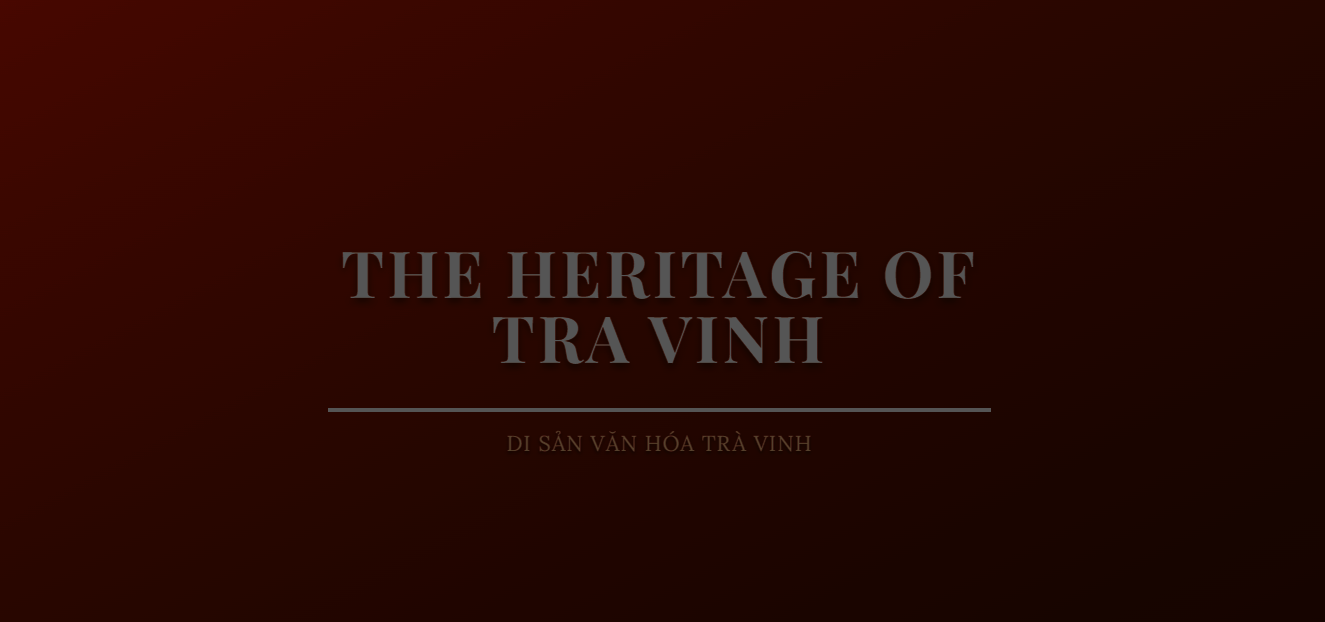 THE HERITAGE OF
TRA VINH
DI SẢN VĂN HÓA TRÀ VINH